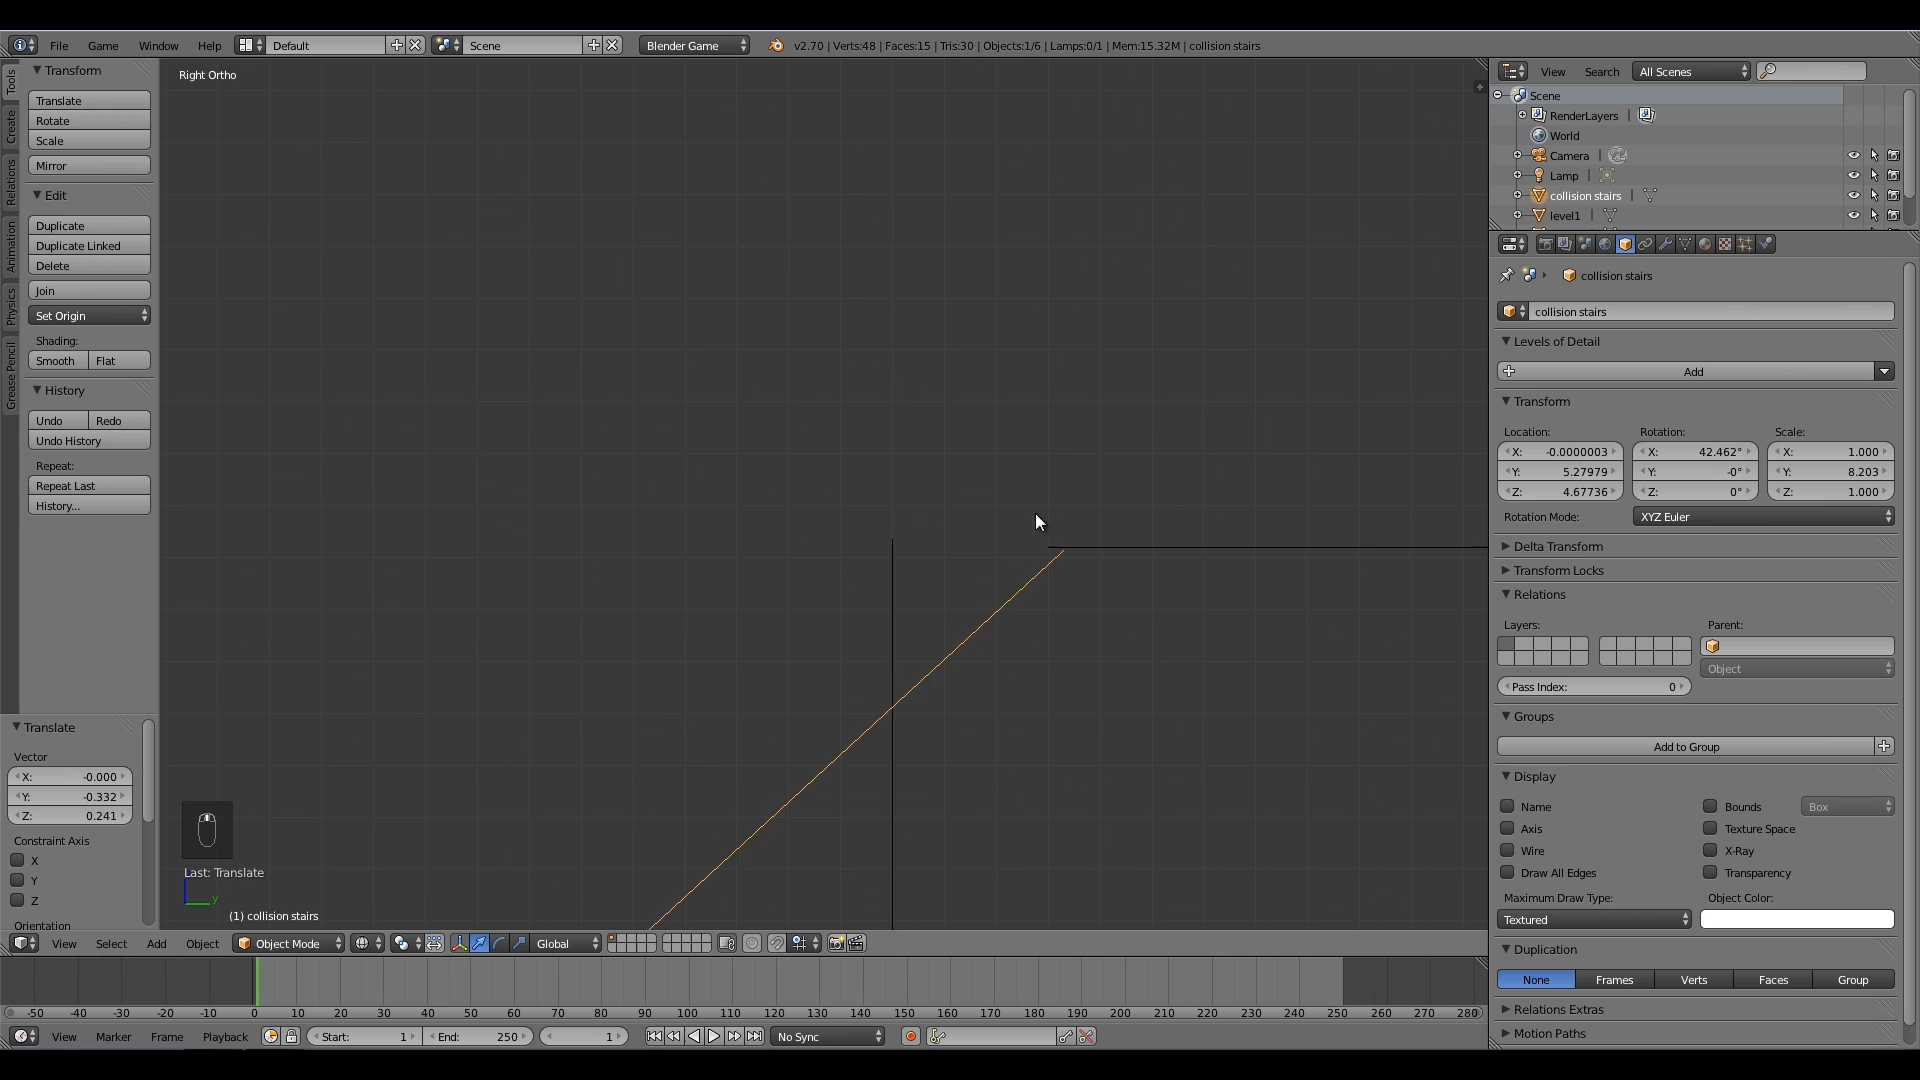 File Game Window Help Default Scene Blender Game v2.70 | Verts:48 | Faces:15 | Tris:30 | Objects:1/6 | Lamps:0/1 | Mem:15.32M | collision stairs
Tools
Create
Relations
Animation
Physics
Grease Pencil
Transform
Translate
Rotate
Scale
Mirror
Edit
Duplicate
Duplicate Linked
Delete
Join
Set Origin
Shading:
Smooth Flat
History
Undo Redo
Undo History
Repeat:
Repeat Last
History...
Translate
Vector
X: -0.000
Y: -0.332
Z: 0.241
Constraint Axis
X
Y
Z
Orientation
Right Ortho
Last: Translate
y
(1) collision stairs
View Select Add Object Object Mode Global
View Search All Scenes
Scene
RenderLayers |
World
Camera |
Lamp |
collision stairs |
level1 |
collision stairs
collision stairs
Levels of Detail
Add
Transform
Location: Rotation: Scale:
X: -0.0000003 X: 42.462° X: 1.000
Y: 5.27979 Y: -0° Y: 8.203
Z: 4.67736 Z: 0° Z: 1.000
Rotation Mode: XYZ Euler
Delta Transform
Transform Locks
Relations
Layers: Parent:
Object
Pass Index: 0
Groups
Add to Group
Display
Name Bounds Box
Axis Texture Space
Wire X-Ray
Draw All Edges Transparency
Maximum Draw Type: Object Color:
Textured
Duplication
None Frames Verts Faces Group
Relations Extras
Motion Paths
-50 -40 -30 -20 -10 0 10 20 30 40 50 60 70 80 90 100 110 120 130 140 150 160 170 180 190 200 210 220 230 240 250 260 270 280
View Marker Frame Playback Start: 1 End: 250 1 No Sync